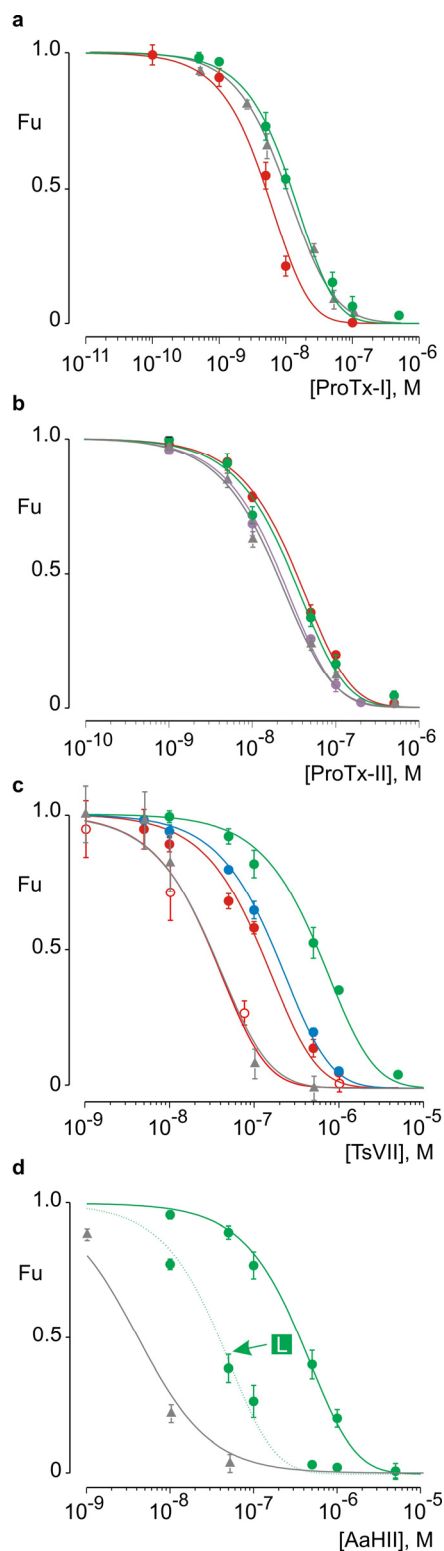 a
1.0
Fu
0.5
0
10-11 10-10 10-9 10-8 10-7 10-6
[ProTx-I], M
b
1.0
Fu
0.5
0
10-10 10-9 10-8 10-7 10-6
[ProTx-II], M
c
1.0
Fu
0.5
0
10-9 10-8 10-7 10-6 10-5
[TsVII], M
d
1.0
Fu
0.5
L
0
10-9 10-8 10-7 10-6 10-5
[AaHII], M